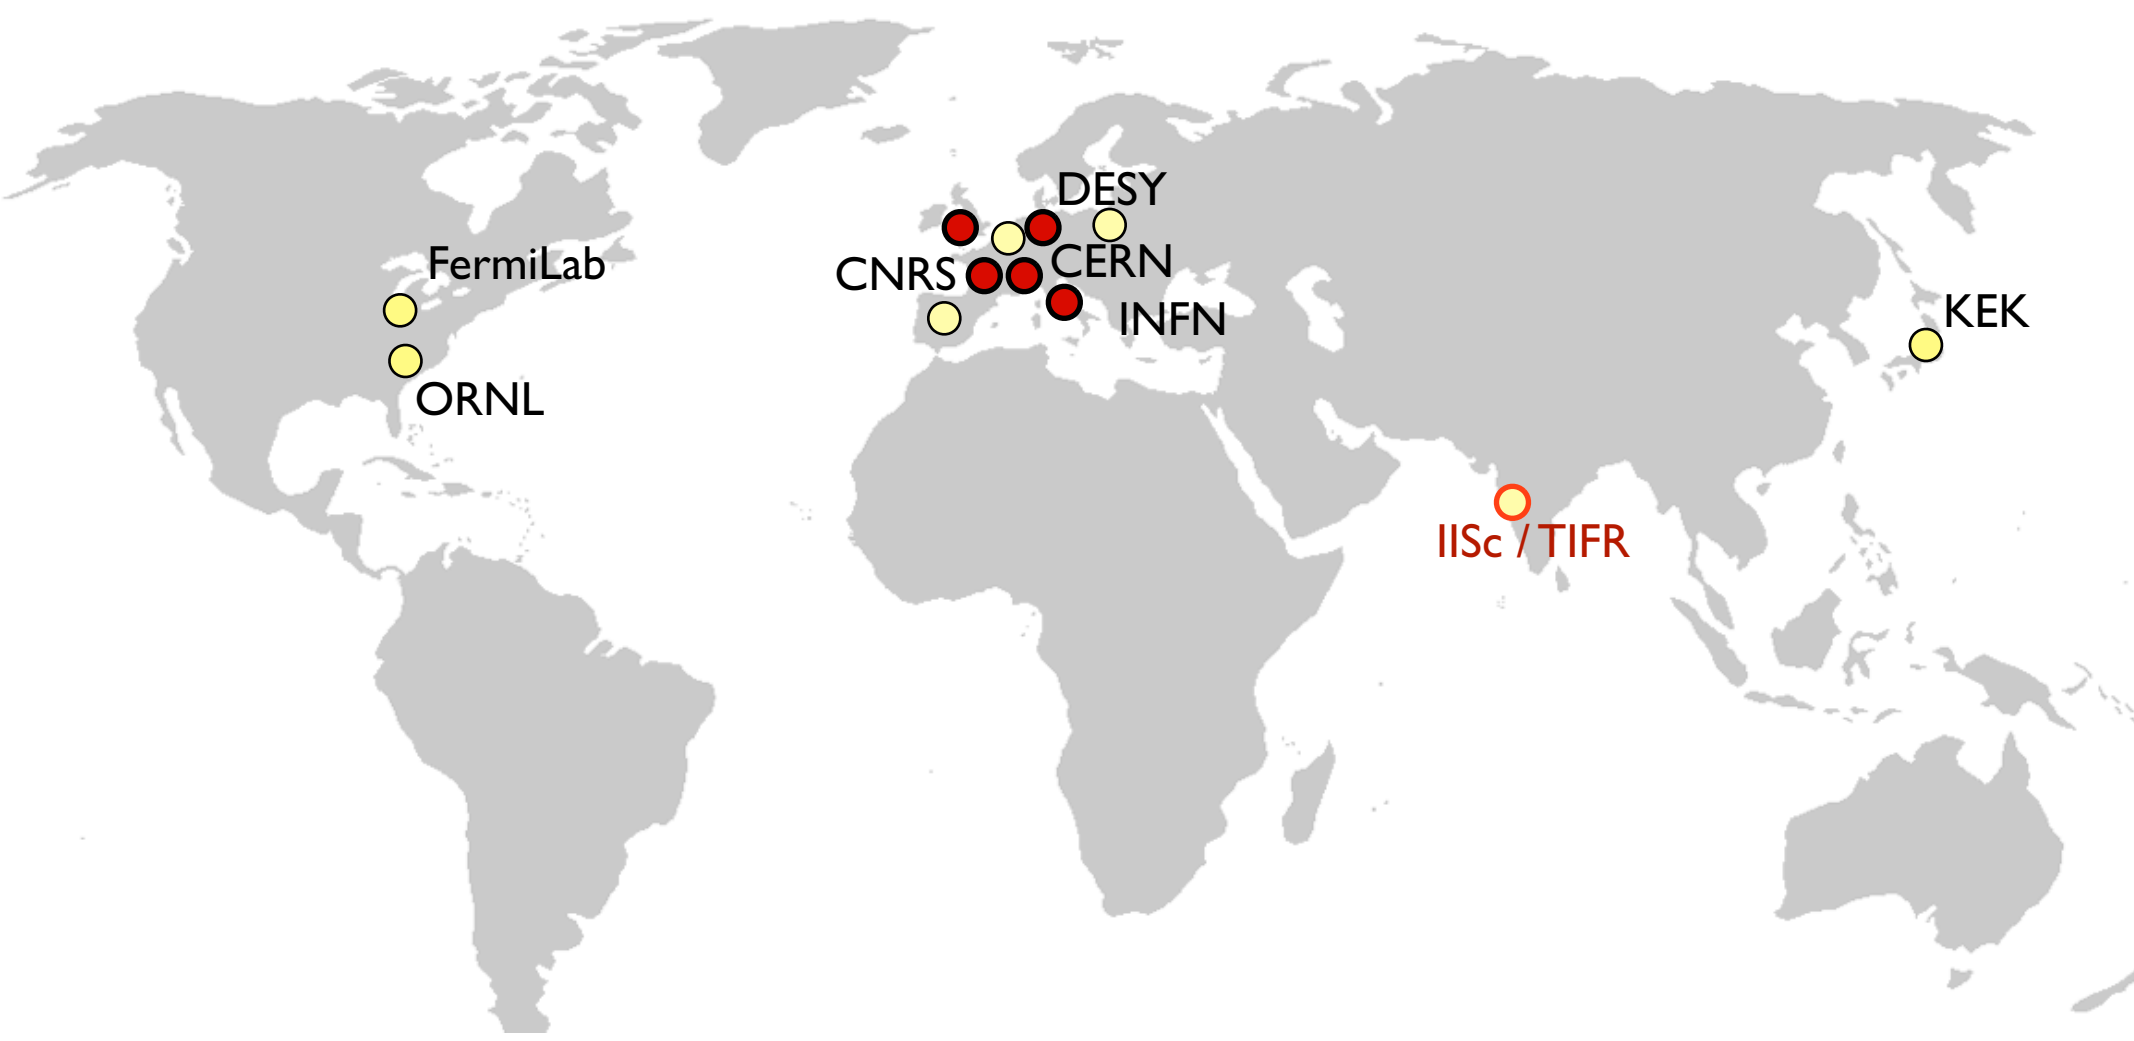 DESY
FermiLab
CNRS
CERN
INFN
KEK
ORNL
IISc / TIFR